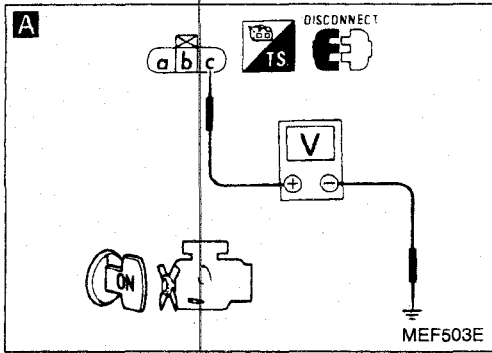 A
DISCONNECT
T.S.
a b c
V
+ −
ON
MEF503E